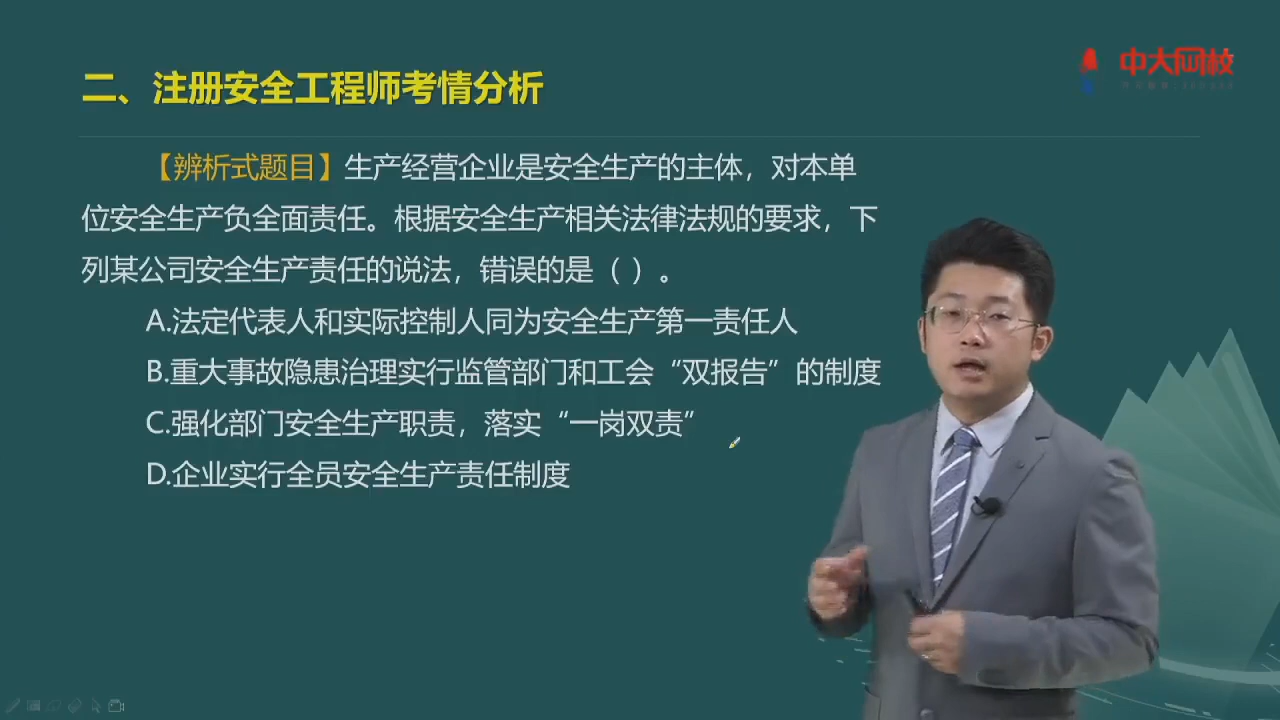 中大网校
二、注册安全工程师考情分析
【辨析式题目】生产经营企业是安全生产的主体，对本单
位安全生产负全面责任。根据安全生产相关法律法规的要求，下
列某公司安全生产责任的说法，错误的是（ ）。
A.法定代表人和实际控制人同为安全生产第一责任人
B.重大事故隐患治理实行监管部门和工会“双报告”的制度
C.强化部门安全生产职责，落实“一岗双责”
D.企业实行全员安全生产责任制度